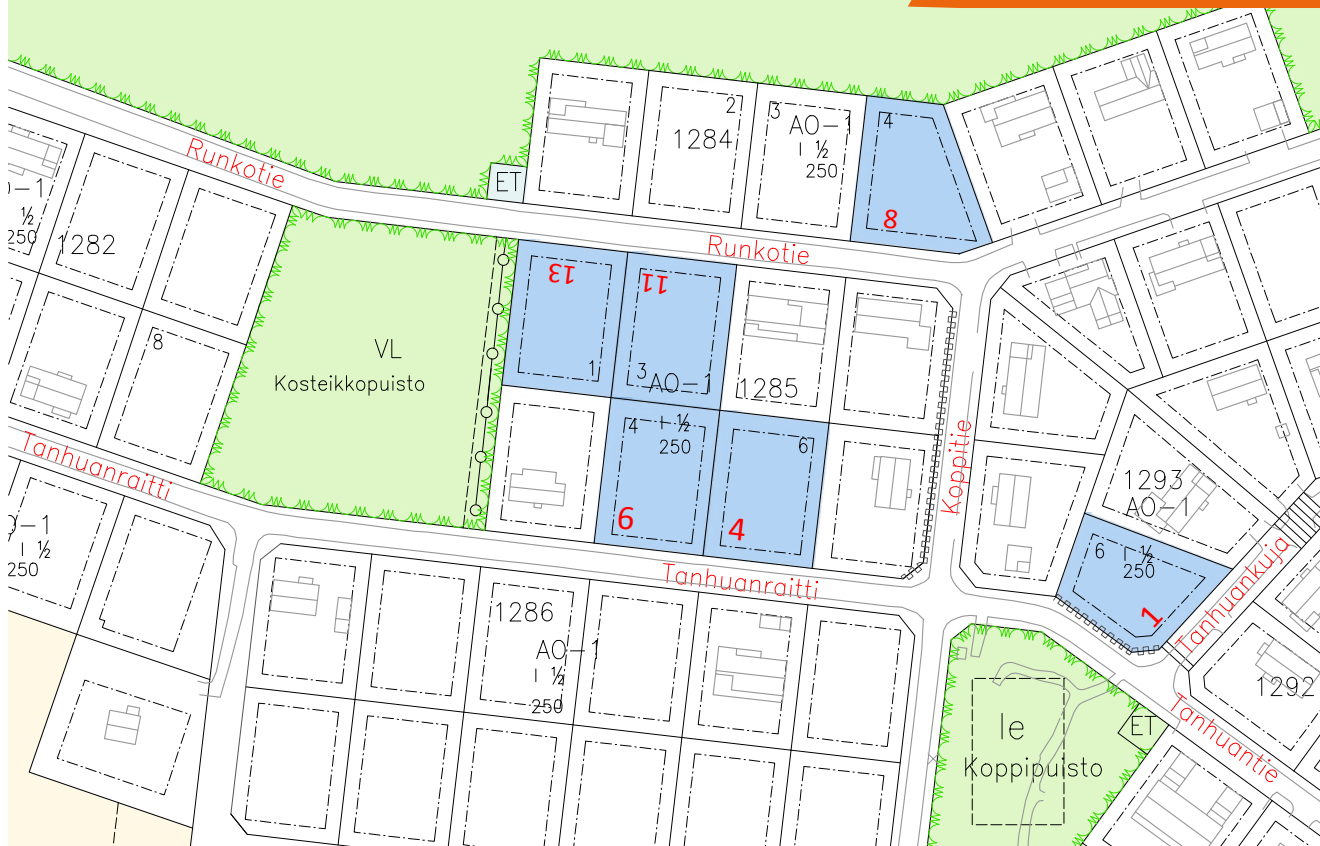 2
3
4
1284
AO-1
I ½
250
Runkotie
ET
O-1
½
250
1282
8
Runkotie
13
11
8
VL
Kosteikkopuisto
1
3
AO-1
1285
I ½
250
4
6
6
4
Koppitie
1293
AO-1
6
I ½
250
1
Tanhuankuja
Tanhuanraitti
O-1
I ½
250
Tanhuanraitti
1286
AO-1
I ½
250
le
Koppipuisto
ET
Tanhuantie
1292